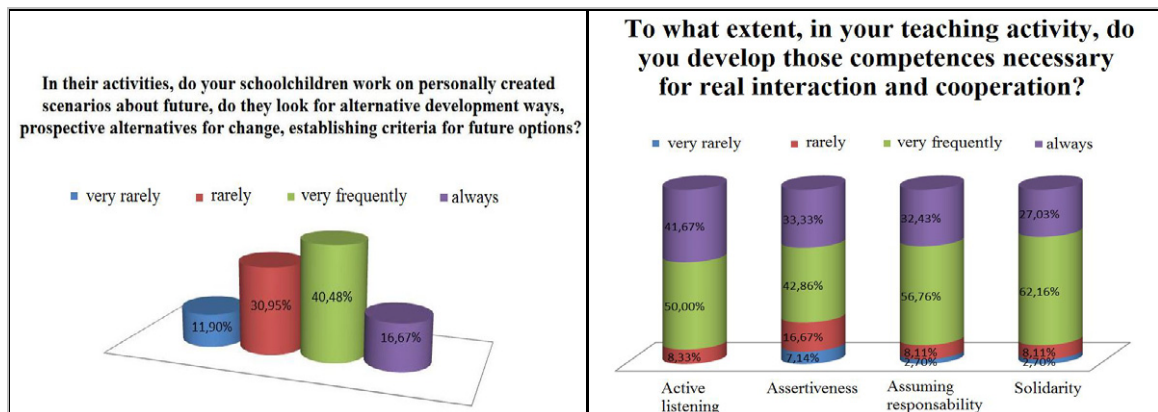 In their activities, do your schoolchildren work on personally created
scenarios about future, do they look for alternative development ways,
prospective alternatives for change, establishing criteria for future options?
very rarely rarely very frequently always
11,90% 30,95% 40,48% 16,67%
To what extent, in your teaching activity, do
you develop those competences necessary
for real interaction and cooperation?
very rarely rarely very frequently always
41,67% 33,33% 32,43% 27,03%
50,00% 42,86% 56,76% 62,16%
8,33% 16,67% 8,11% 8,11%
7,14% 2,70% 2,70%
Active Assertiveness Assuming Solidarity
listening responsability